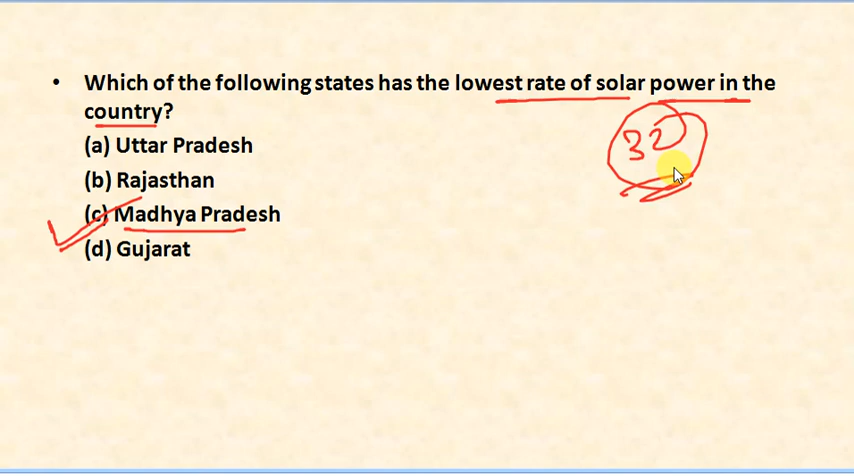 • Which of the following states has the lowest rate of solar power in the
country?
(a) Uttar Pradesh
(b) Rajasthan
(c) Madhya Pradesh
(d) Gujarat